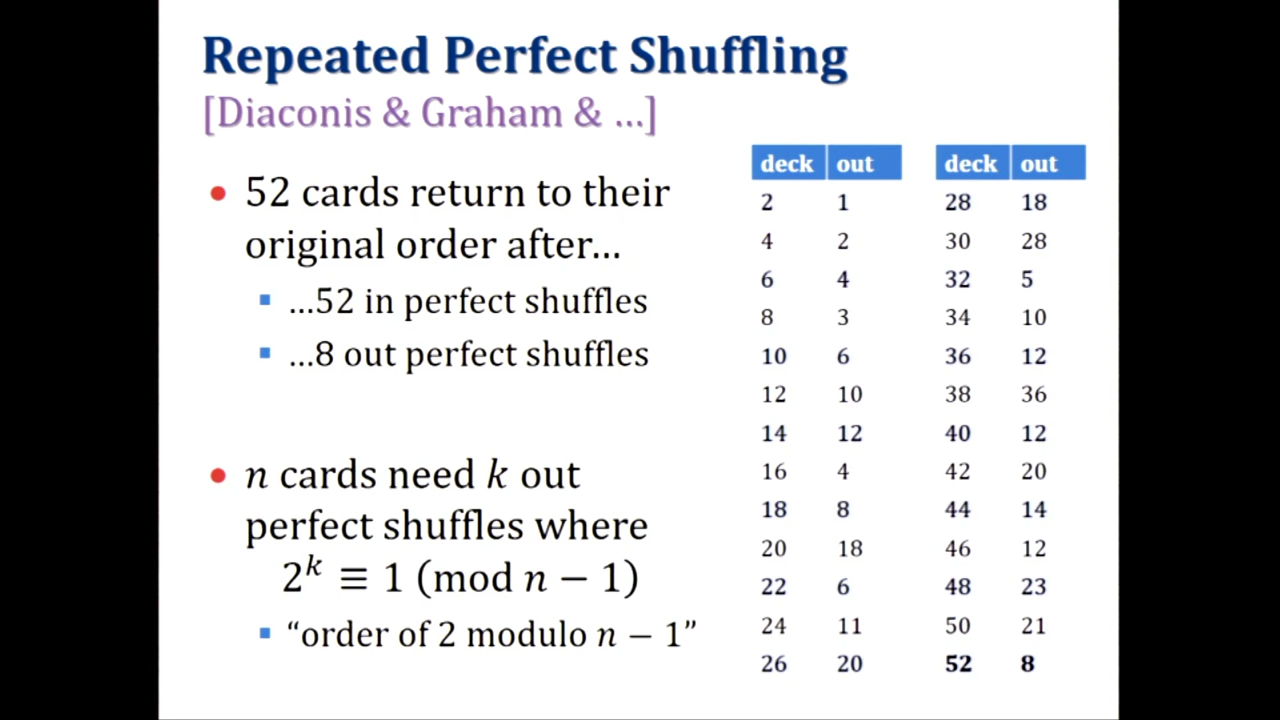 Repeated Perfect Shuffling
[Diaconis & Graham & …]
• 52 cards return to their
original order after…
▪ …52 in perfect shuffles
▪ …8 out perfect shuffles
• n cards need k out
perfect shuffles where
2^k ≡ 1 (mod n − 1)
▪ “order of 2 modulo n − 1”
deck out
2 1
4 2
6 4
8 3
10 6
12 10
14 12
16 4
18 8
20 18
22 6
24 11
26 20
deck out
28 18
30 28
32 5
34 10
36 12
38 36
40 12
42 20
44 14
46 12
48 23
50 21
52 8